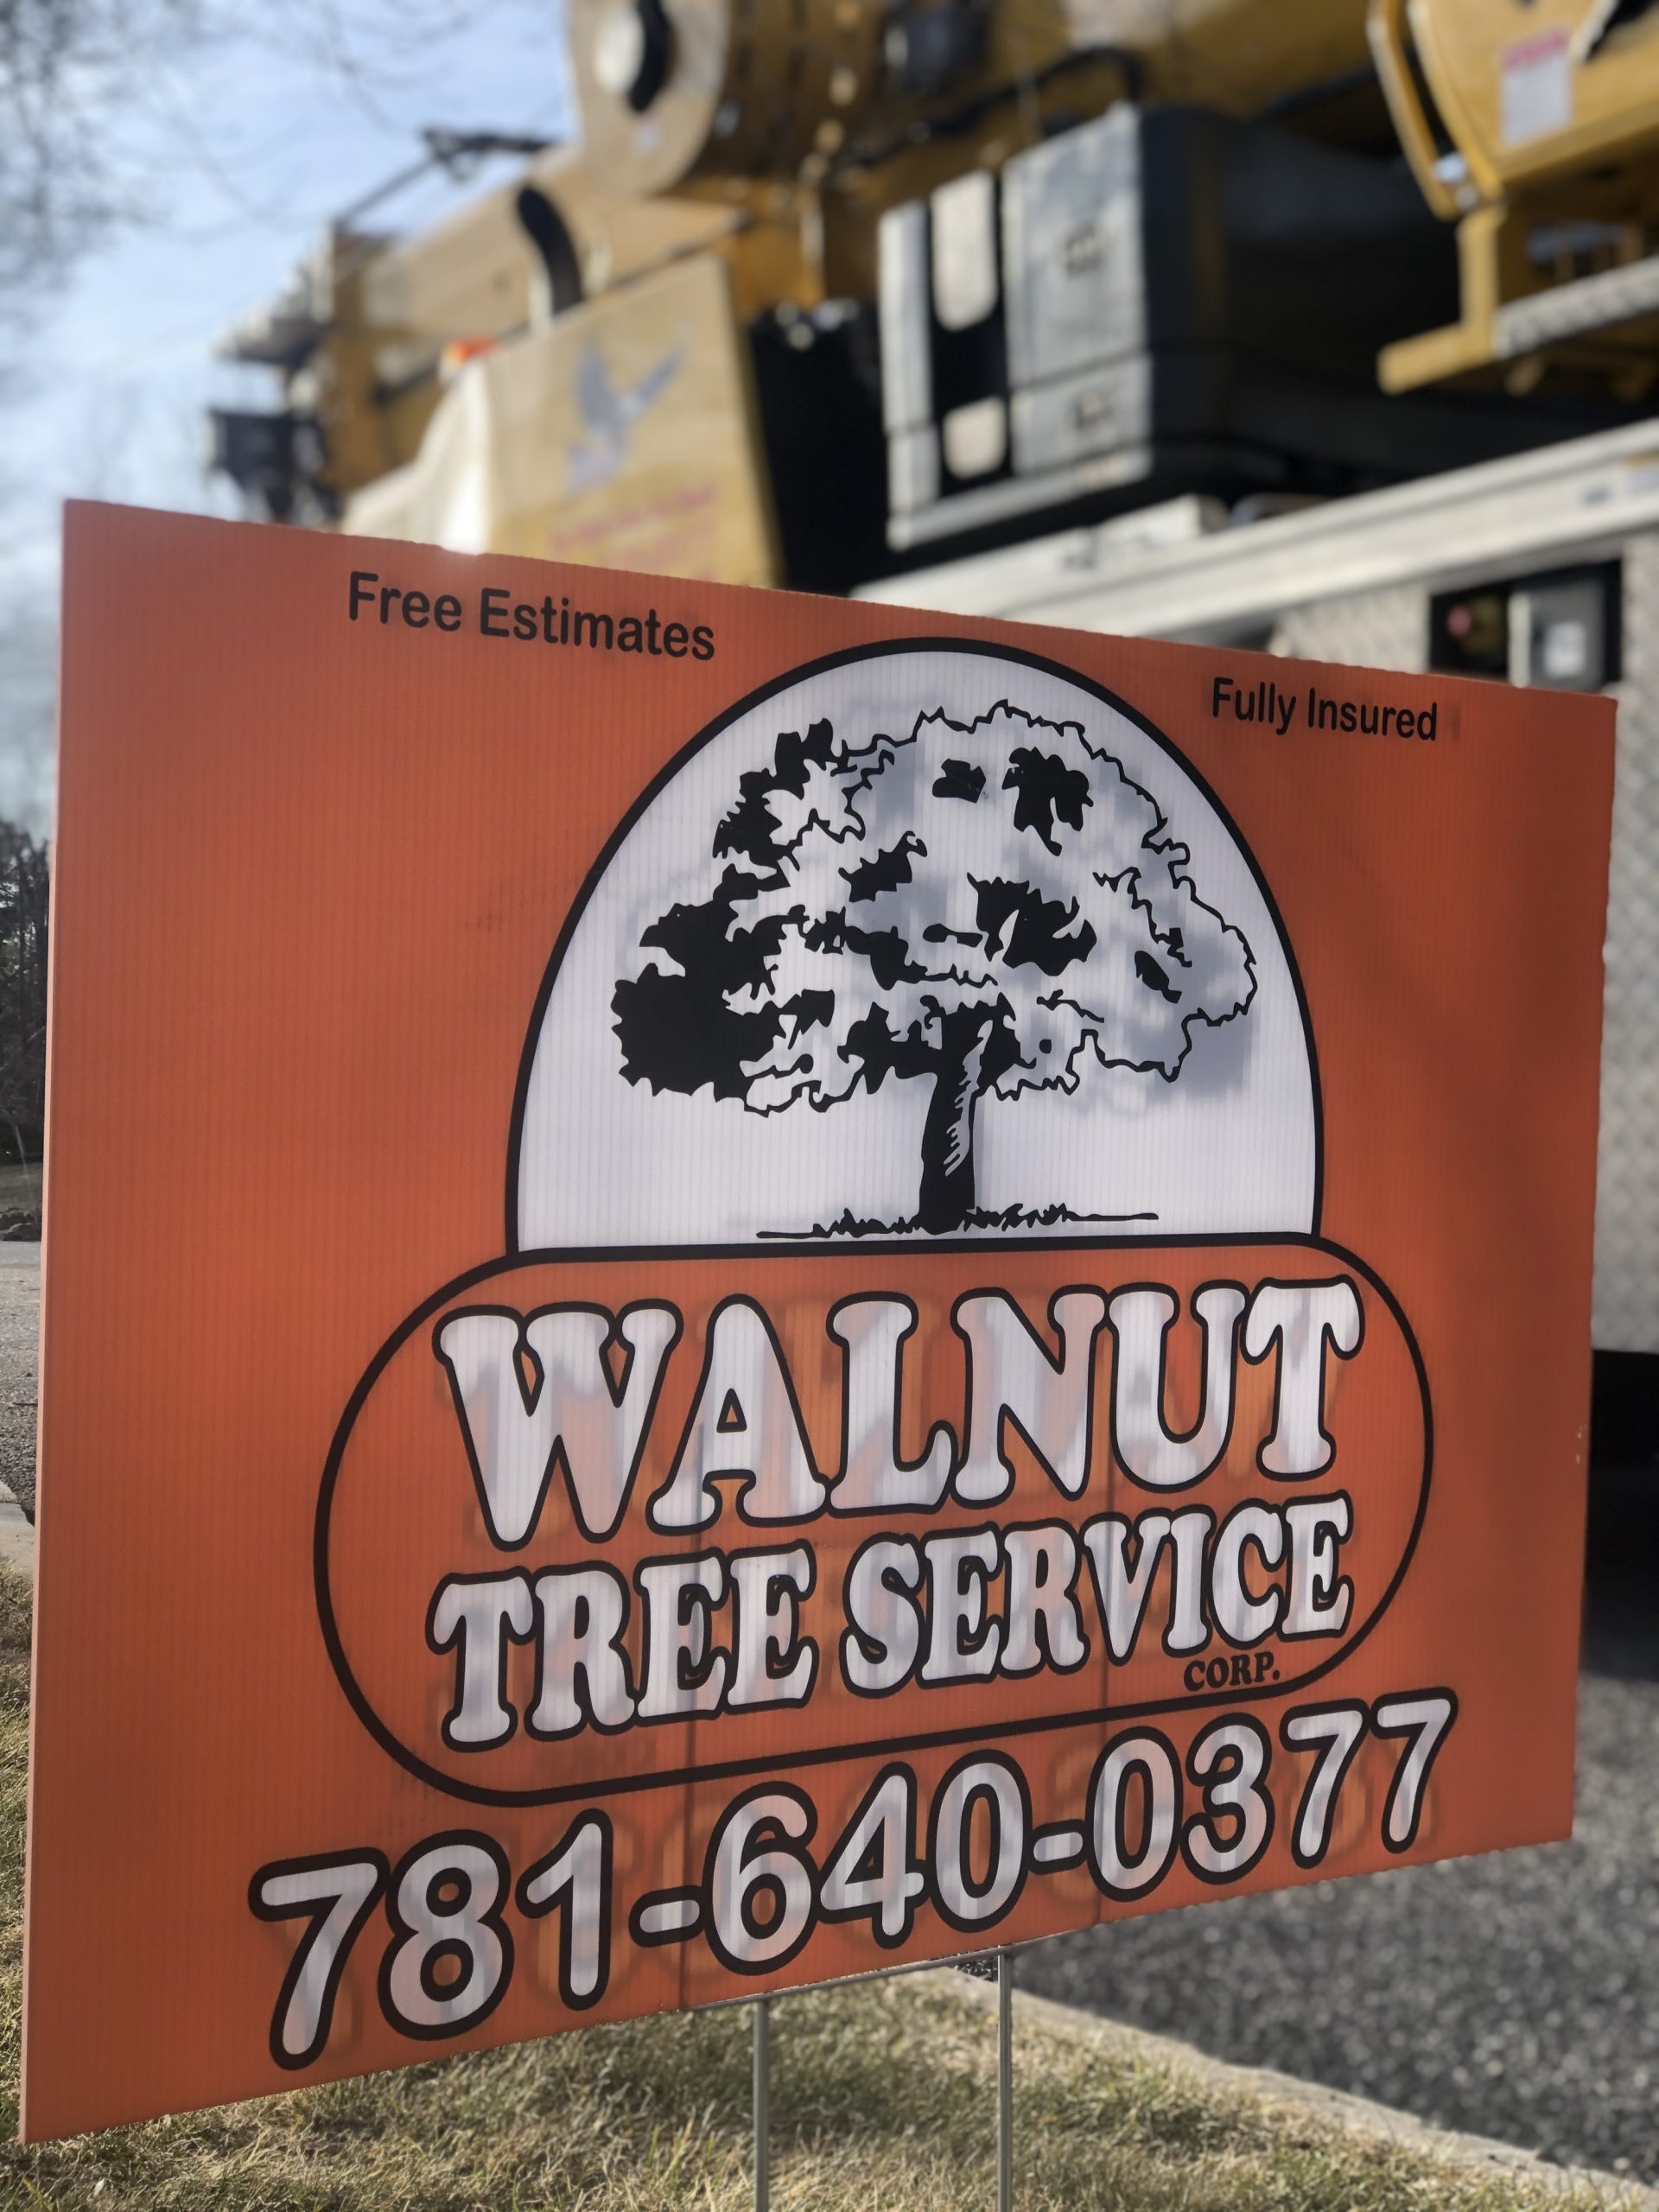 Free Estimates
Fully Insured
WALNUT
TREE SERVICE
CORP.
781-640-0377